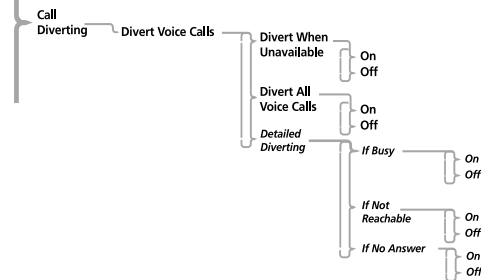 Call
Diverting
Divert Voice Calls
Divert When
Unavailable
On
Off
Divert All
Voice Calls
On
Off
Detailed
Diverting
If Busy
On
Off
If Not
Reachable
On
Off
If No Answer
On
Off